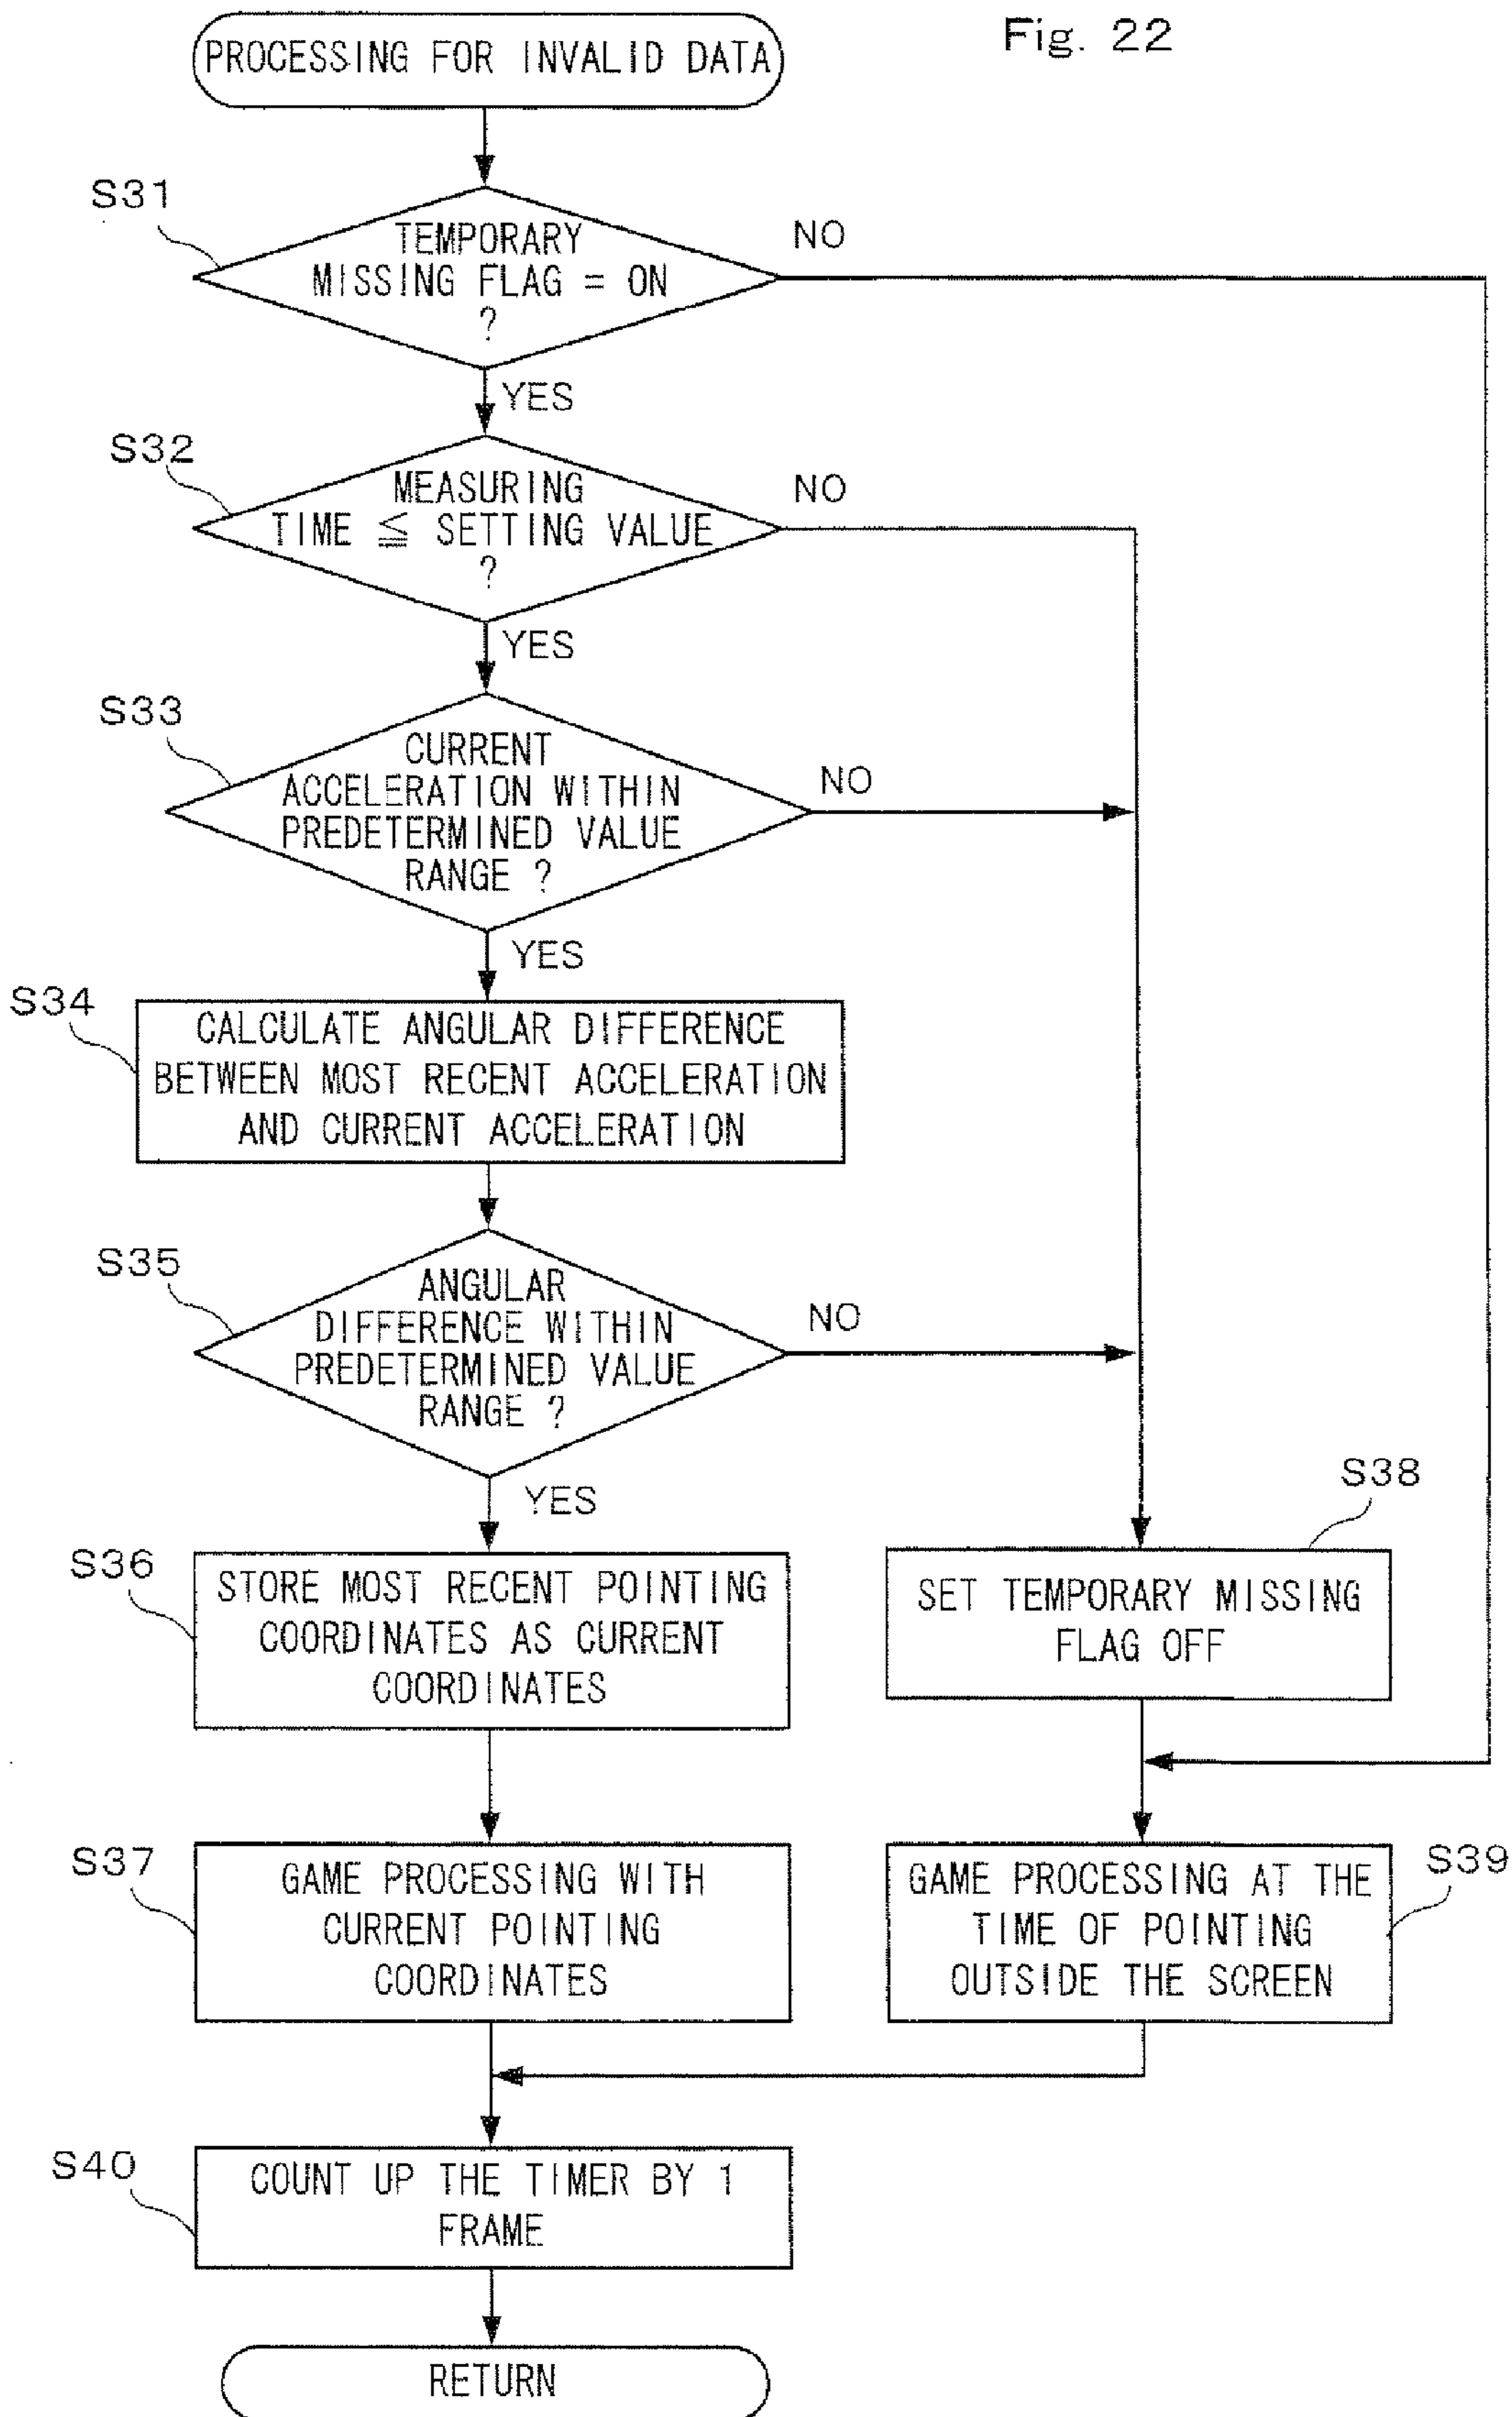 Fig. 22
PROCESSING FOR INVALID DATA
S31
TEMPORARY
MISSING FLAG = ON
?
NO
YES
S32
MEASURING
TIME ≦ SETTING VALUE
?
NO
YES
S33
CURRENT
ACCELERATION WITHIN
PREDETERMINED VALUE
RANGE ?
NO
YES
S34
CALCULATE ANGULAR DIFFERENCE
BETWEEN MOST RECENT ACCELERATION
AND CURRENT ACCELERATION
S35
ANGULAR
DIFFERENCE WITHIN
PREDETERMINED VALUE
RANGE ?
NO
YES
S36
STORE MOST RECENT POINTING
COORDINATES AS CURRENT
COORDINATES
S38
SET TEMPORARY MISSING
FLAG OFF
S37
GAME PROCESSING WITH
CURRENT POINTING
COORDINATES
S39
GAME PROCESSING AT THE
TIME OF POINTING
OUTSIDE THE SCREEN
S40
COUNT UP THE TIMER BY 1
FRAME
RETURN